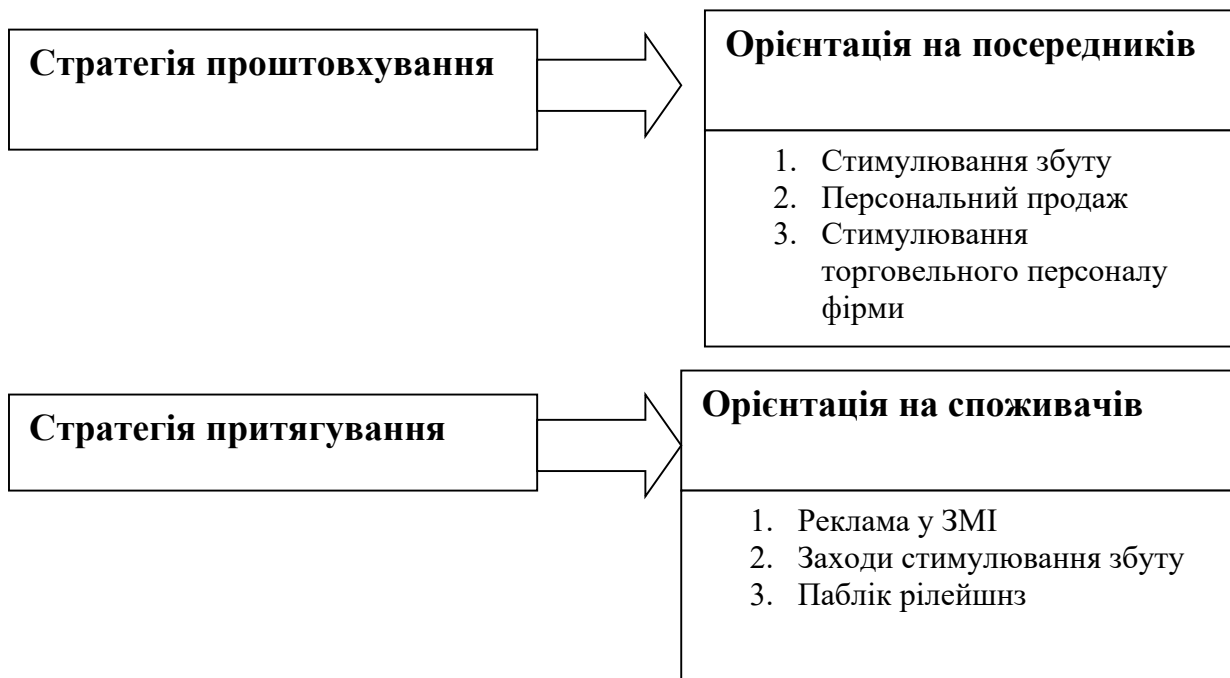 Стратегія проштовхування
Орієнтація на посередників
1. Стимулювання збуту
2. Персональний продаж
3. Стимулювання
торговельного персоналу
фірми
Стратегія притягування
Орієнтація на споживачів
1. Реклама у ЗМІ
2. Заходи стимулювання збуту
3. Паблік рілейшнз